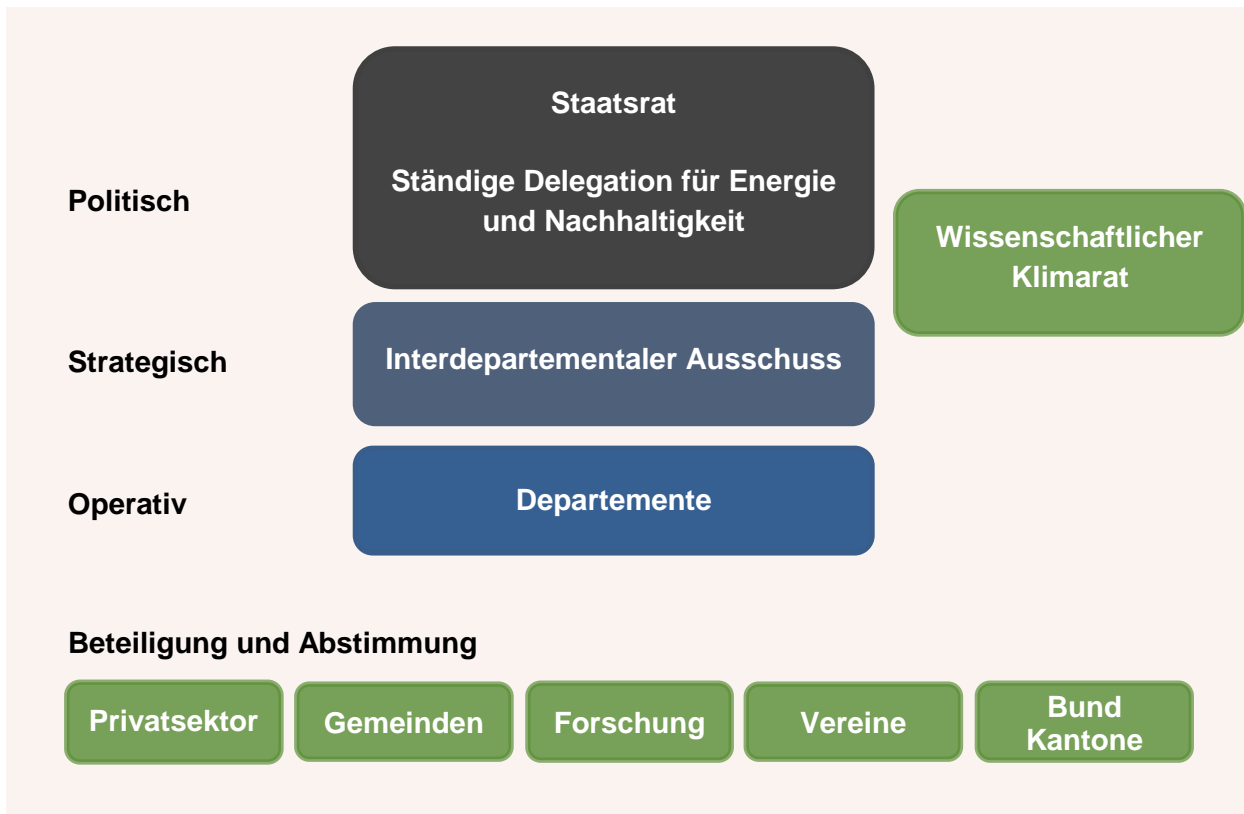 Staatsrat
Ständige Delegation für Energie
und Nachhaltigkeit
Politisch
Wissenschaftlicher
Klimarat
Strategisch
Interdepartementaler Ausschuss
Operativ
Departemente
Beteiligung und Abstimmung
Privatsektor
Gemeinden
Forschung
Vereine
Bund
Kantone